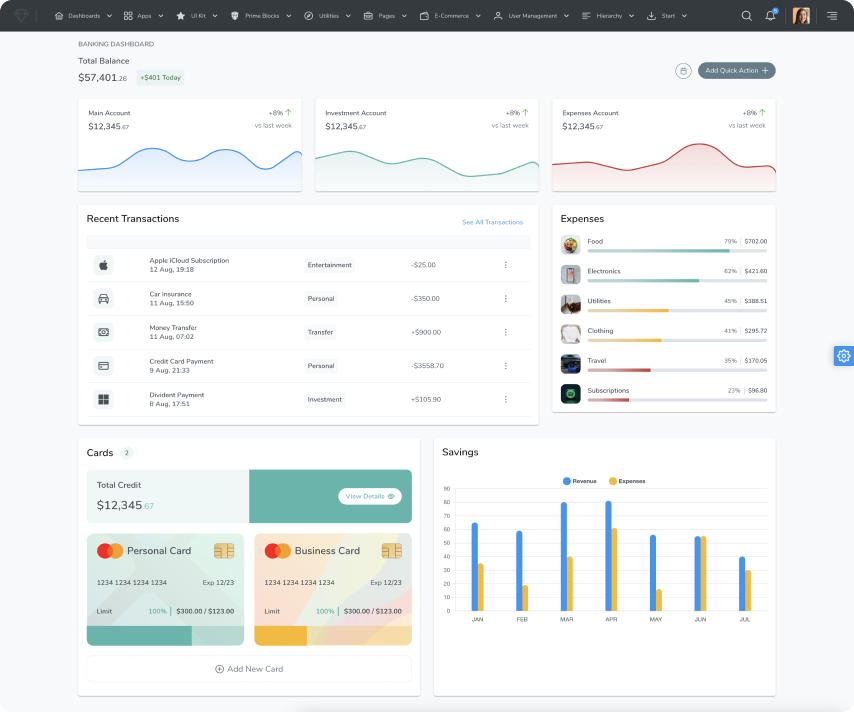 Dashboards Apps UI Kit Prime Blocks Utilities Pages E-Commerce User Management Hierarchy Start
BANKING DASHBOARD
Total Balance
$57,401.26 +$401 Today
Add Quick Action
Main Account +8%
$12,345.67 vs last week
Investment Account +8%
$12,345.67 vs last week
Expenses Account +8%
$12,345.67 vs last week
Recent Transactions
See All Transactions
Apple iCloud Subscription
12 Aug, 19:18
Entertainment
-$25.00
Car Insurance
11 Aug, 15:50
Personal
-$350.00
Money Transfer
11 Aug, 07:02
Transfer
+$900.00
Credit Card Payment
9 Aug, 21:33
Personal
-$3558.70
Divident Payment
8 Aug, 17:51
Investment
+$105.90
Expenses
Food 79% $702.00
Electronics 62% $421.60
Utilities 45% $388.51
Clothing 41% $295.72
Travel 35% $170.05
Subscriptions 23% $96.80
Cards 2
Total Credit
$12,345.67
View Details
Personal Card
1234 1234 1234 1234 Exp 12/23
Limit 100% $300.00 / $123.00
Business Card
1234 1234 1234 1234 Exp 12/23
Limit 100% $300.00 / $123.00
Add New Card
Savings
Revenue Expenses
90
80
70
60
50
40
30
20
10
0
JAN FEB MAR APR MAY JUN JUL